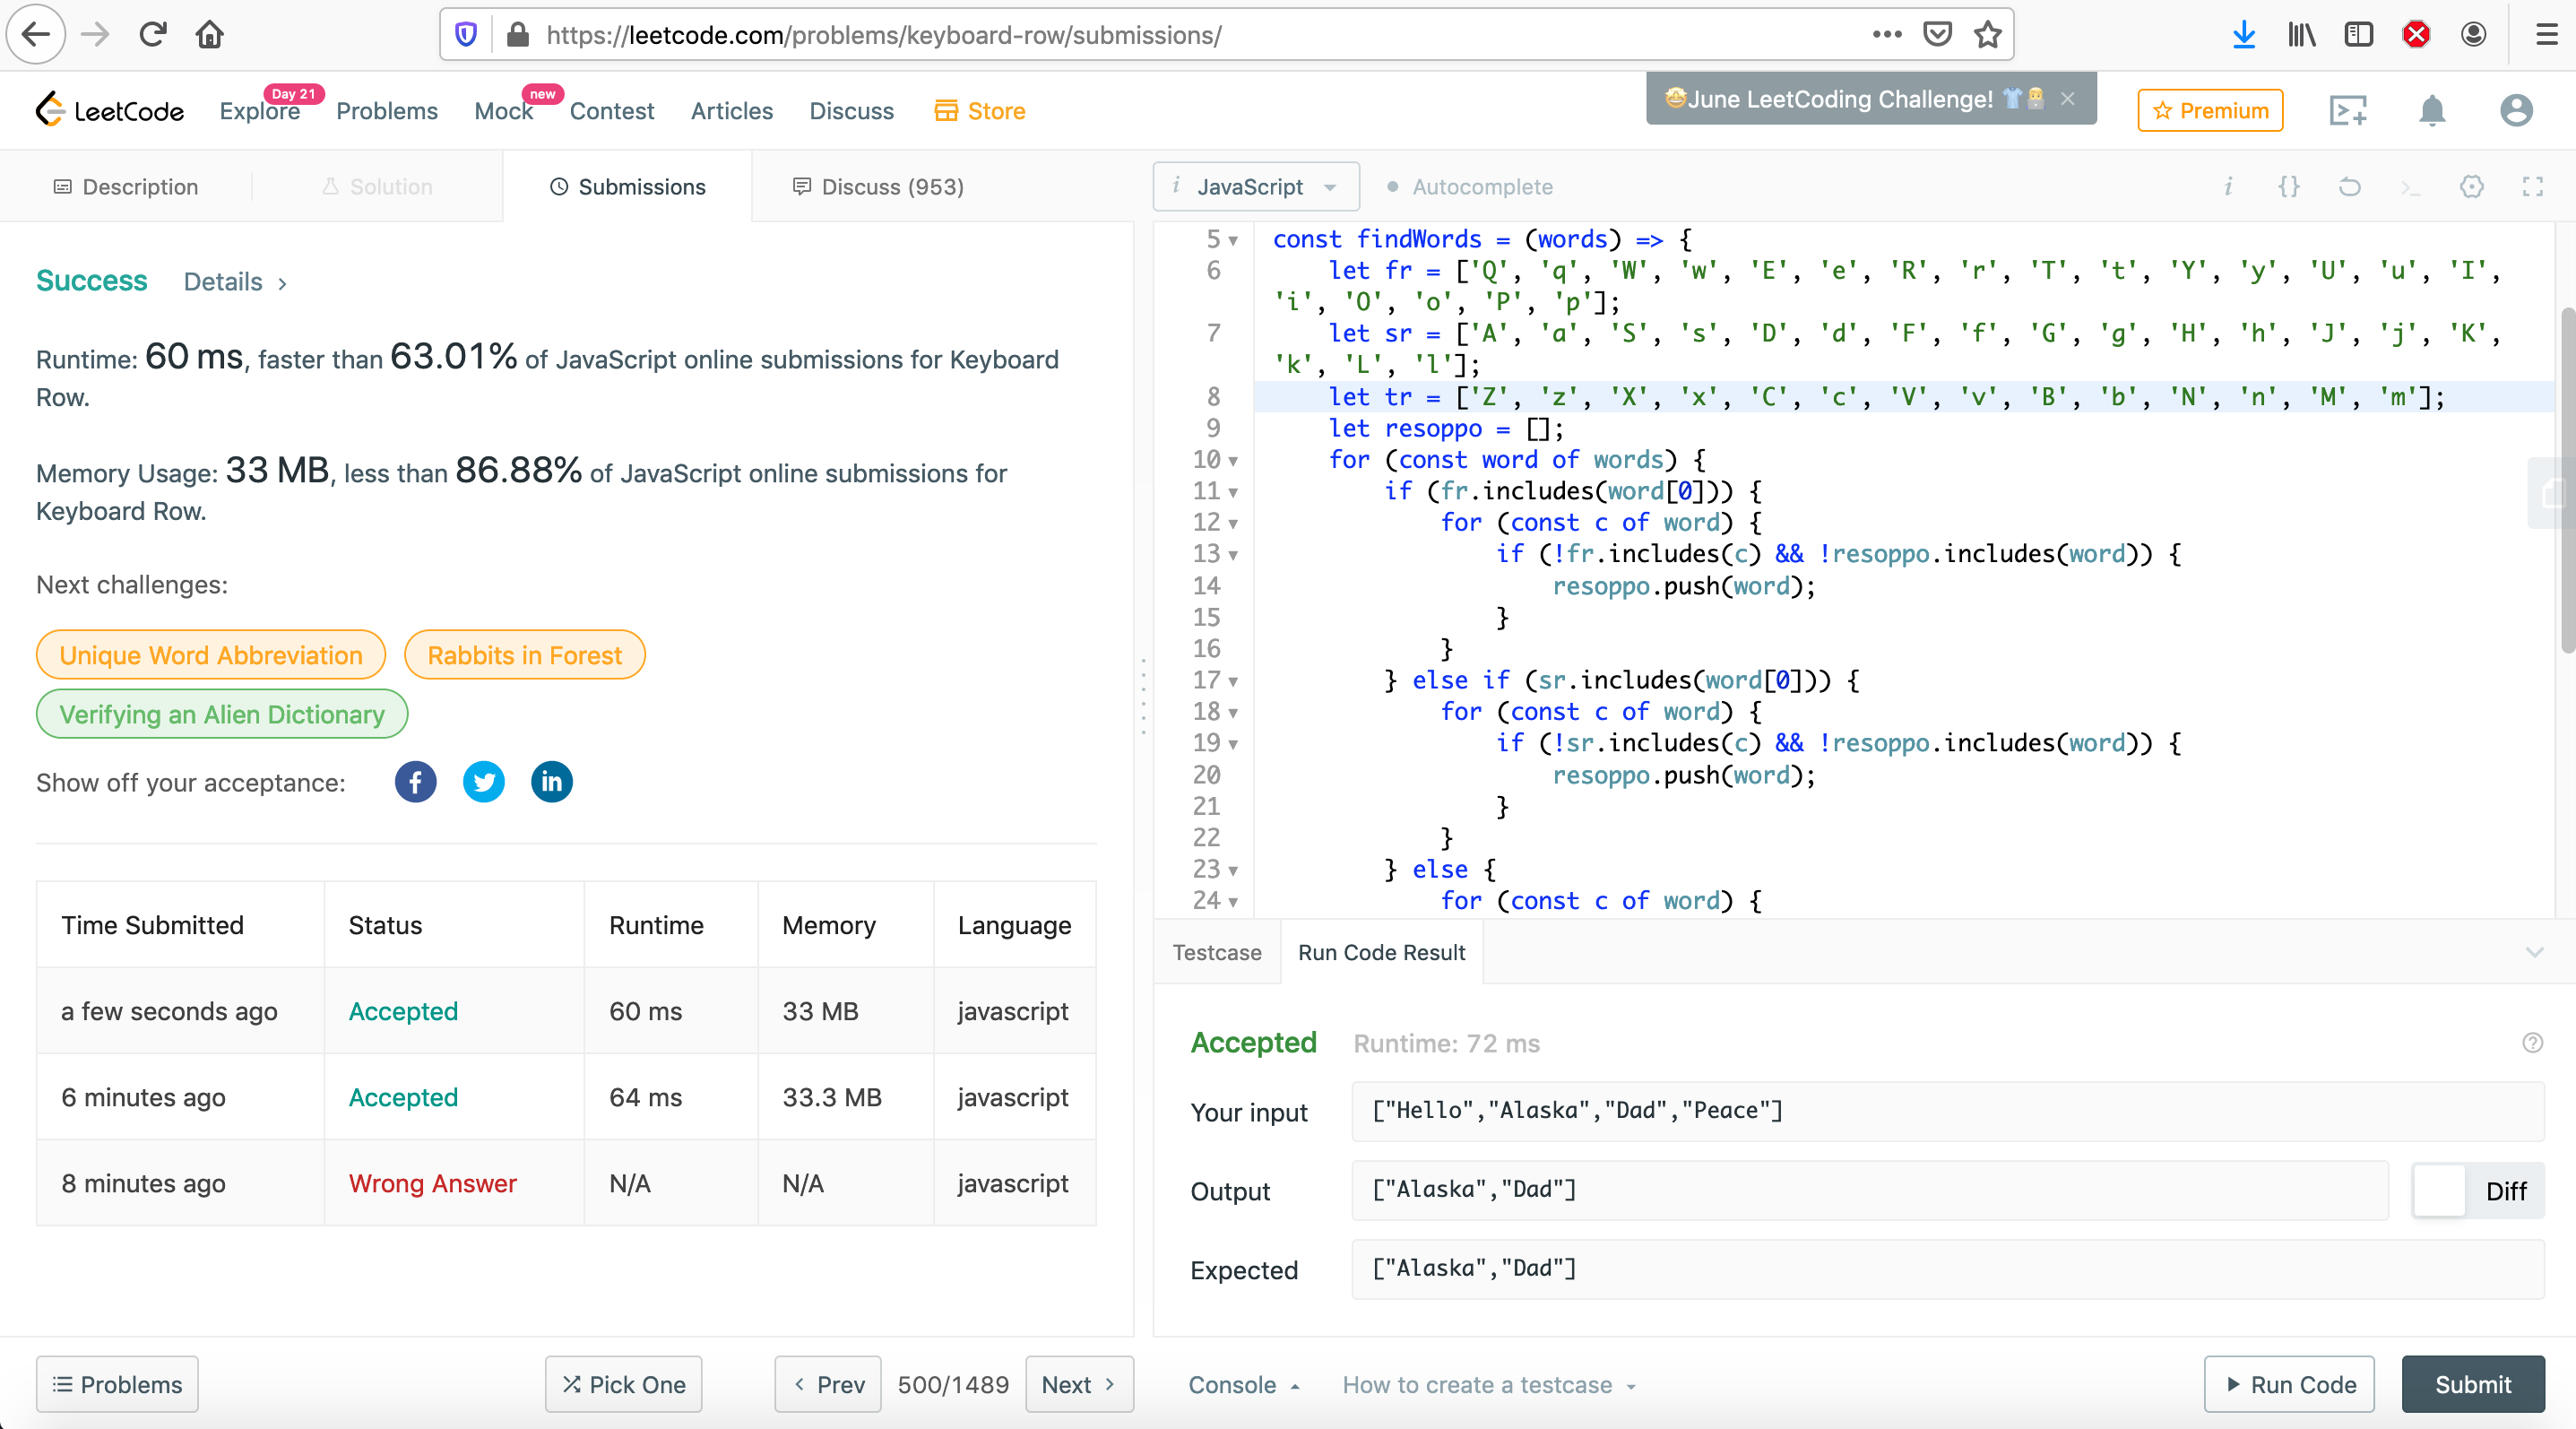 https://leetcode.com/problems/keyboard-row/submissions/
LeetCode
Explore
Day 21
Problems
Mock
new
Contest
Articles
Discuss
Store
June LeetCoding Challenge!
Premium
Description
Solution
Submissions
Discuss (953)
Success
Details
Runtime: 60 ms, faster than 63.01% of JavaScript online submissions for Keyboard
Row.
Memory Usage: 33 MB, less than 86.88% of JavaScript online submissions for
Keyboard Row.
Next challenges:
Unique Word Abbreviation
Rabbits in Forest
Verifying an Alien Dictionary
Show off your acceptance:
Time Submitted Status Runtime Memory Language
a few seconds ago Accepted 60 ms 33 MB javascript
6 minutes ago Accepted 64 ms 33.3 MB javascript
8 minutes ago Wrong Answer N/A N/A javascript
Problems
Pick One
Prev
500/1489
Next
JavaScript
Autocomplete
5 const findWords = (words) => {
6 let fr = ['Q', 'q', 'W', 'w', 'E', 'e', 'R', 'r', 'T', 't', 'Y', 'y', 'U', 'u', 'I',
'i', 'O', 'o', 'P', 'p'];
7 let sr = ['A', 'a', 'S', 's', 'D', 'd', 'F', 'f', 'G', 'g', 'H', 'h', 'J', 'j', 'K',
'k', 'L', 'l'];
8 let tr = ['Z', 'z', 'X', 'x', 'C', 'c', 'V', 'v', 'B', 'b', 'N', 'n', 'M', 'm'];
9 let resoppo = [];
10 for (const word of words) {
11 if (fr.includes(word[0])) {
12 for (const c of word) {
13 if (!fr.includes(c) && !resoppo.includes(word)) {
14 resoppo.push(word);
15 }
16 }
17 } else if (sr.includes(word[0])) {
18 for (const c of word) {
19 if (!sr.includes(c) && !resoppo.includes(word)) {
20 resoppo.push(word);
21 }
22 }
23 } else {
24 for (const c of word) {
Testcase
Run Code Result
Accepted
Runtime: 72 ms
Your input
["Hello","Alaska","Dad","Peace"]
Output
["Alaska","Dad"]
Diff
Expected
["Alaska","Dad"]
Console
How to create a testcase
Run Code
Submit